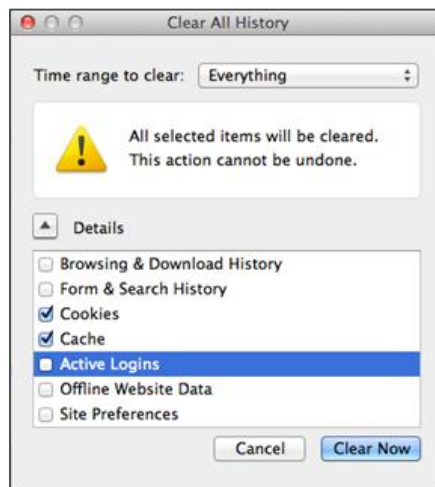 Clear All History
Time range to clear: Everything
All selected items will be cleared.
This action cannot be undone.
Details
Browsing & Download History
Form & Search History
Cookies
Cache
Active Logins
Offline Website Data
Site Preferences
Cancel Clear Now